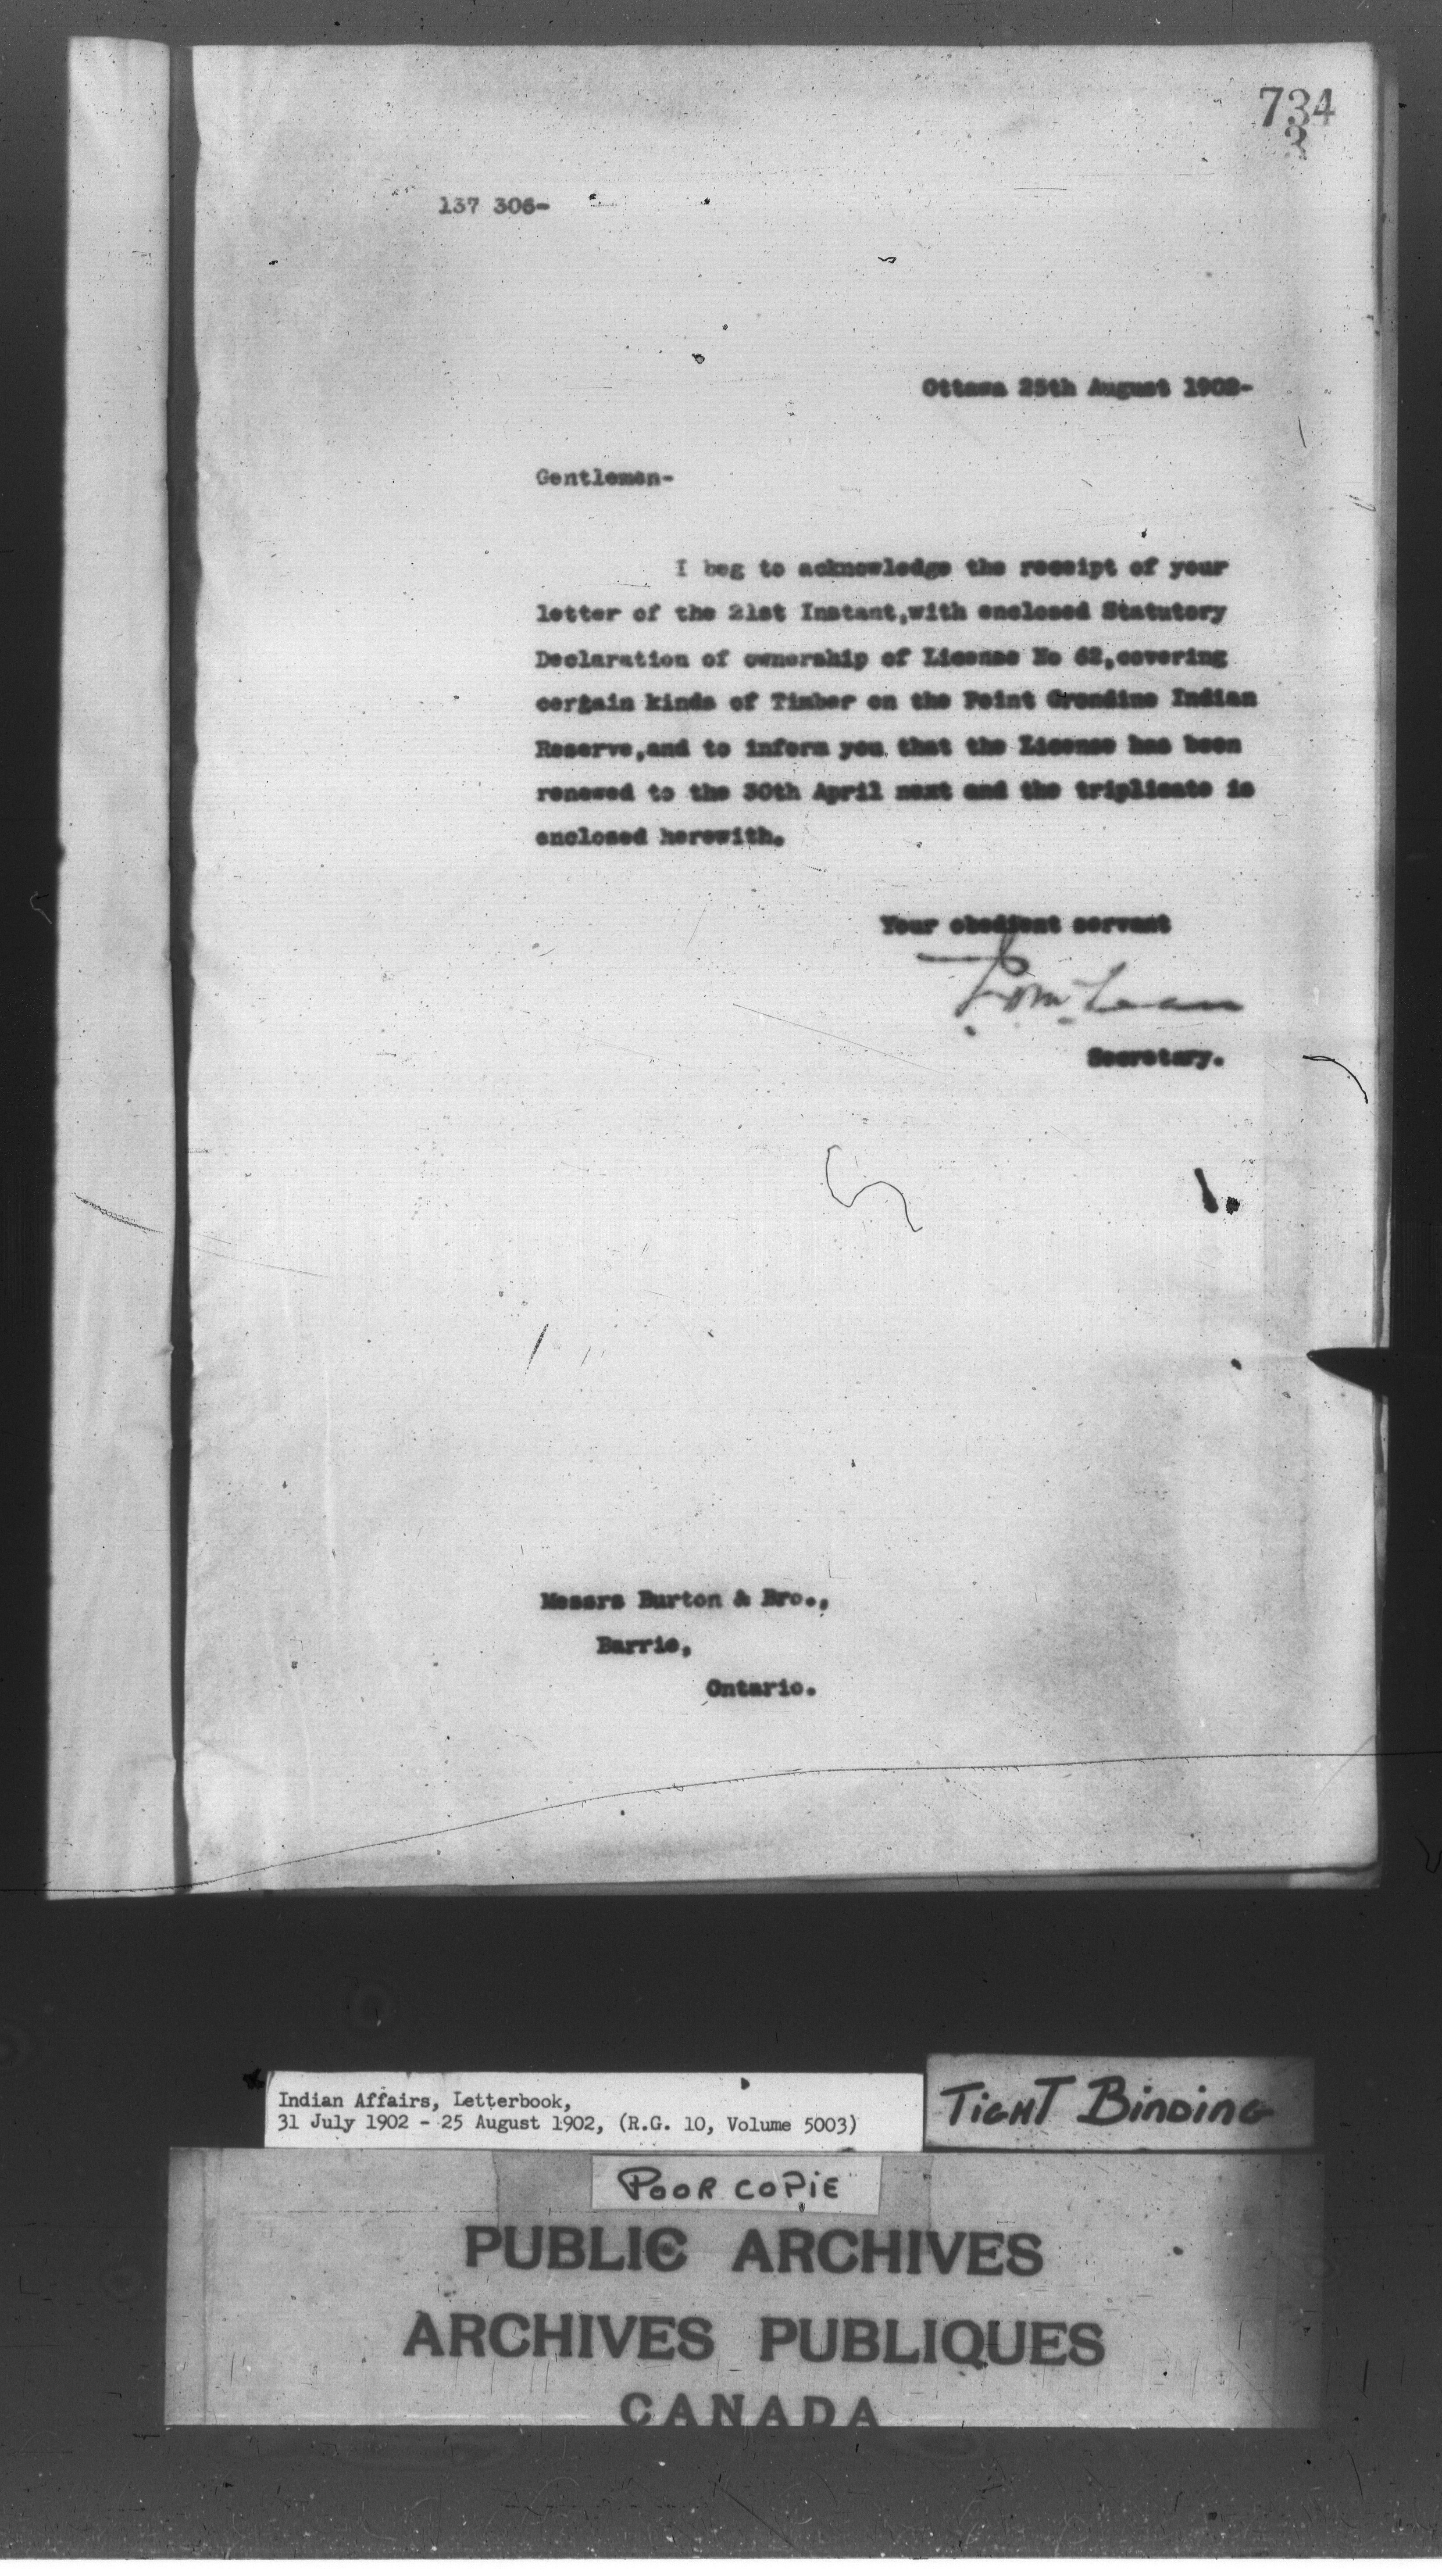 734
137 306-
Ottawa 25th August 1902-
Gentlemen-
I beg to acknowledge the receipt of your
letter of the 21st Instant,with enclosed Statutory
Declaration of ownership of License No 62,covering
certain kinds of Timber on the Point Grondine Indian
Reserve,and to inform you that the License has been
renewed to the 30th April next and the triplicate is
enclosed herewith.
Your obedient servant
McLean
Secretary.
Messrs Burton & Bro.,
Barrie,
Ontario.
Indian Affairs, Letterbook,
31 July 1902 - 25 August 1902, (R.G. 10, Volume 5003)
TIGHT BINDING
POOR COPIE
PUBLIC ARCHIVES
ARCHIVES PUBLIQUES
CANADA